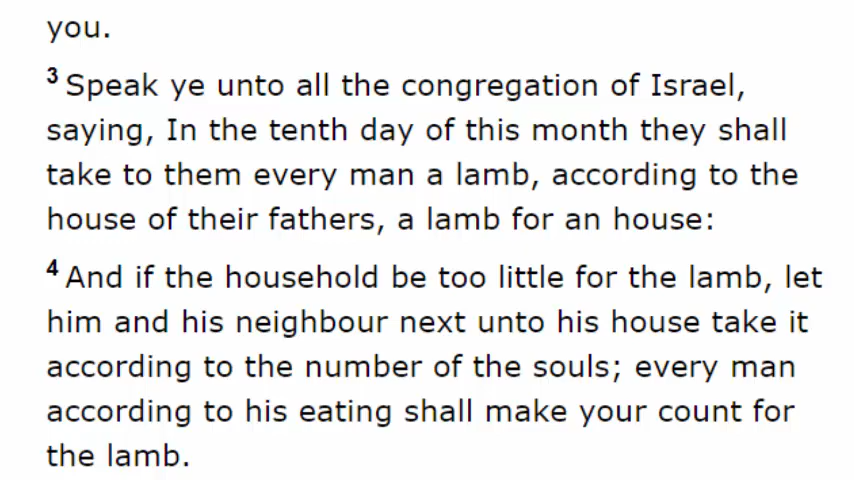 you.
3 Speak ye unto all the congregation of Israel,
saying, In the tenth day of this month they shall
take to them every man a lamb, according to the
house of their fathers, a lamb for an house:
4 And if the household be too little for the lamb, let
him and his neighbour next unto his house take it
according to the number of the souls; every man
according to his eating shall make your count for
the lamb.